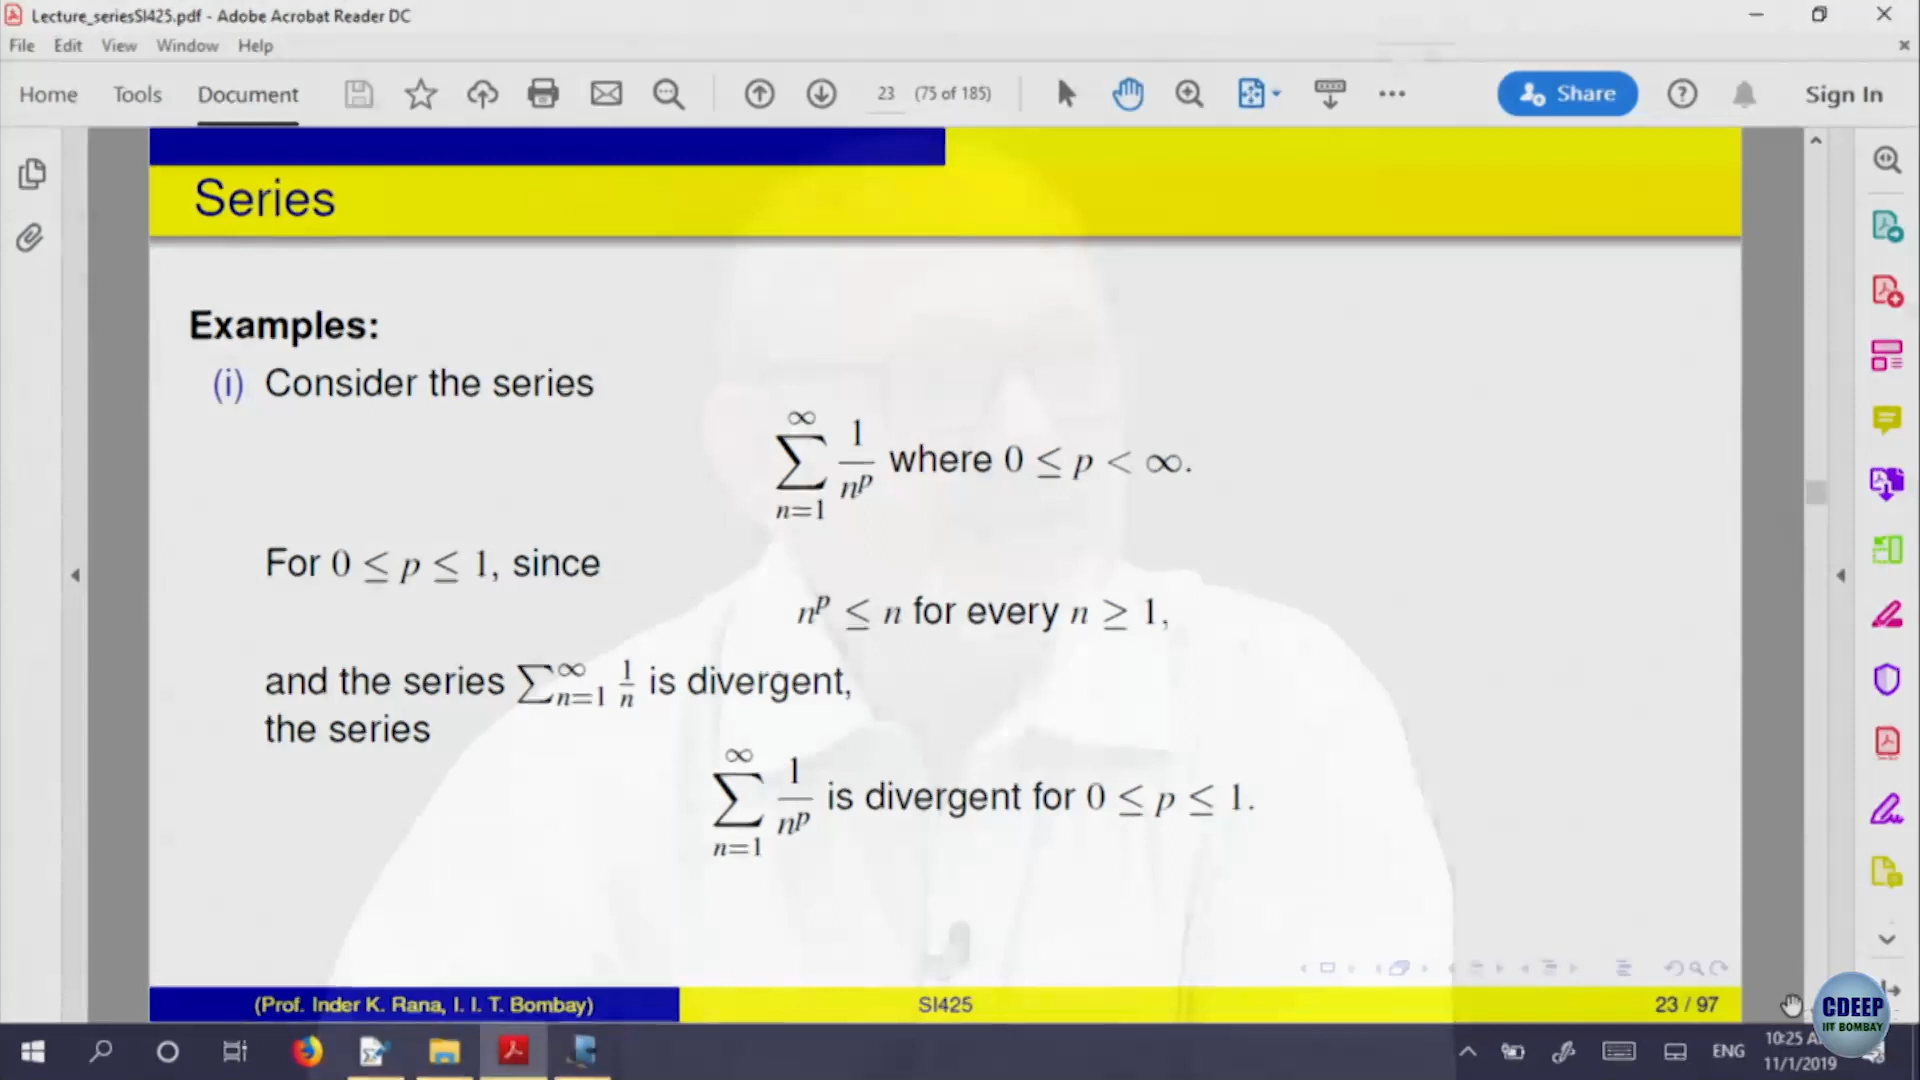 Lecture_seriesSI425.pdf - Adobe Acrobat Reader DC
File Edit View Window Help
Home Tools Document 23 (75 of 185) Share Sign In
Series
Examples:
(i) Consider the series
∑_{n=1}^{∞} 1/n^p where 0 ≤ p < ∞.
For 0 ≤ p ≤ 1, since
n^p ≤ n for every n ≥ 1,
and the series ∑_{n=1}^{∞} 1/n is divergent,
the series
∑_{n=1}^{∞} 1/n^p is divergent for 0 ≤ p ≤ 1.
(Prof. Inder K. Rana, I. I. T. Bombay) SI425 23 / 97
CDEEP
IIT BOMBAY
ENG
10:25
11/1/2019